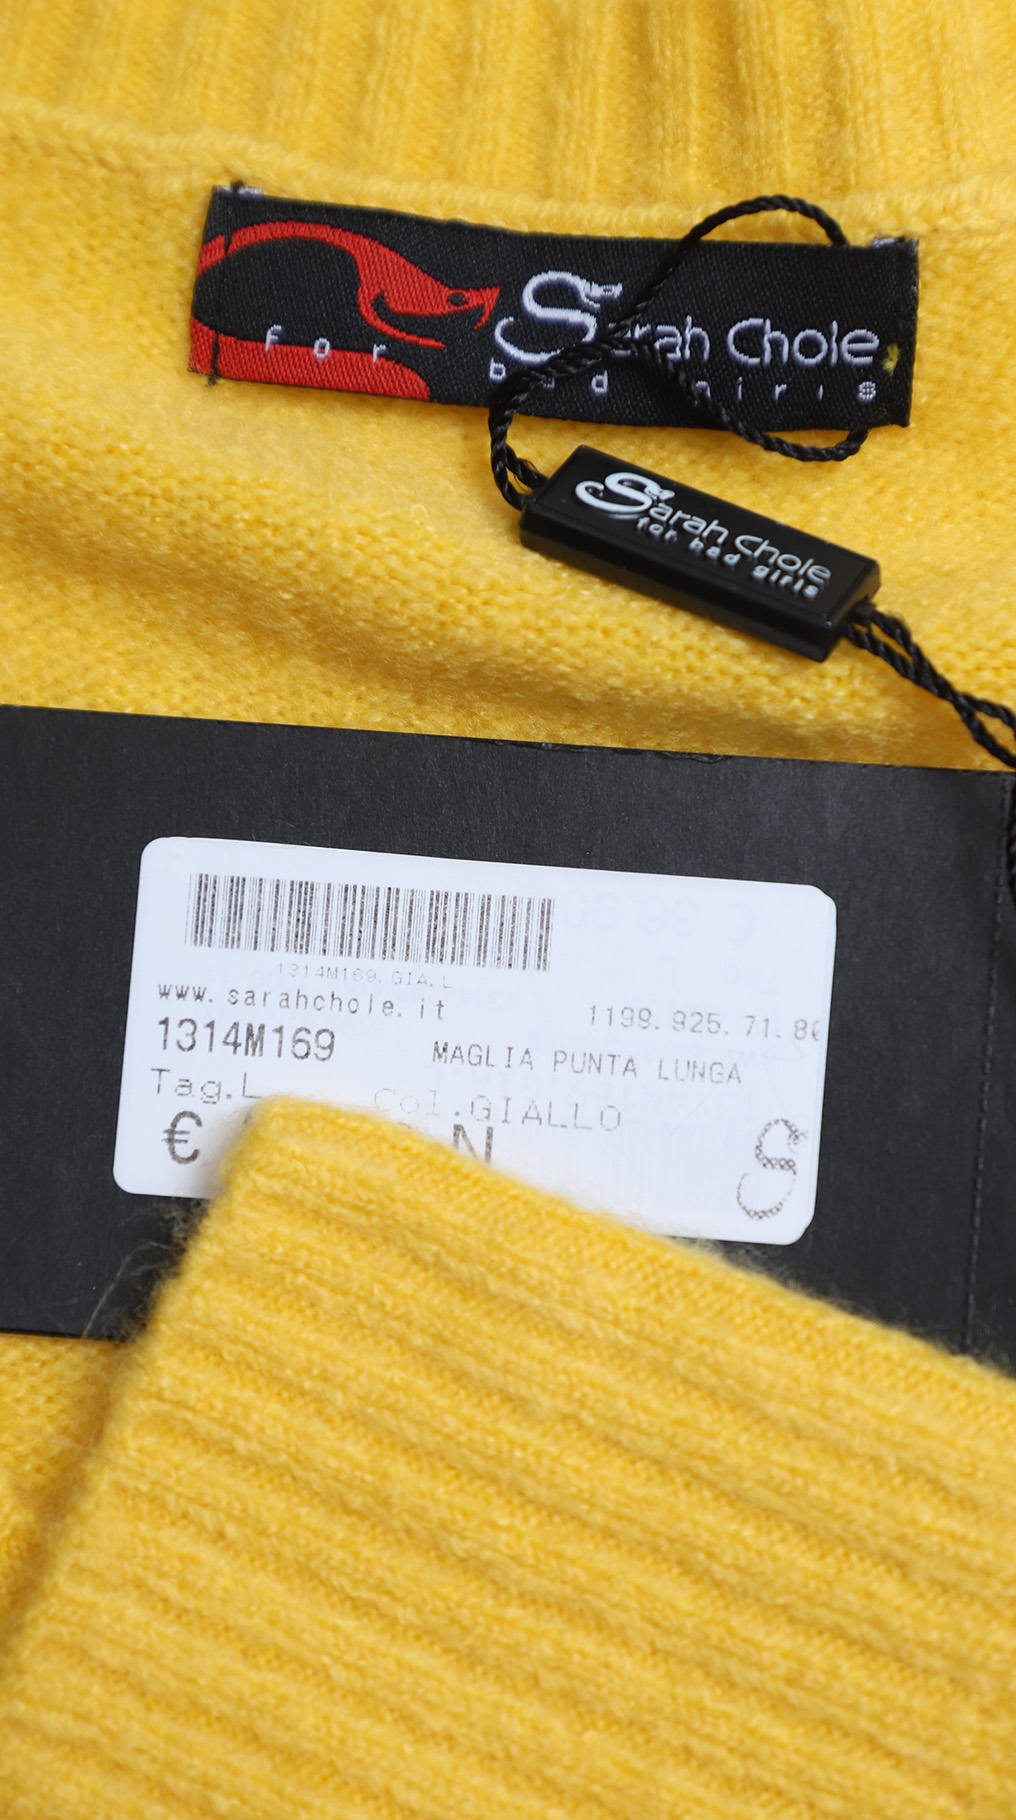 Sarah Chole
for bad girls
Sarah Chole
for bad girls
1314M169.GIA.L
www.sarahchole.it
1199.925.71.80
1314M169
MAGLIA PUNTA LUNGA
Tag.L
Col.GIALLO
€